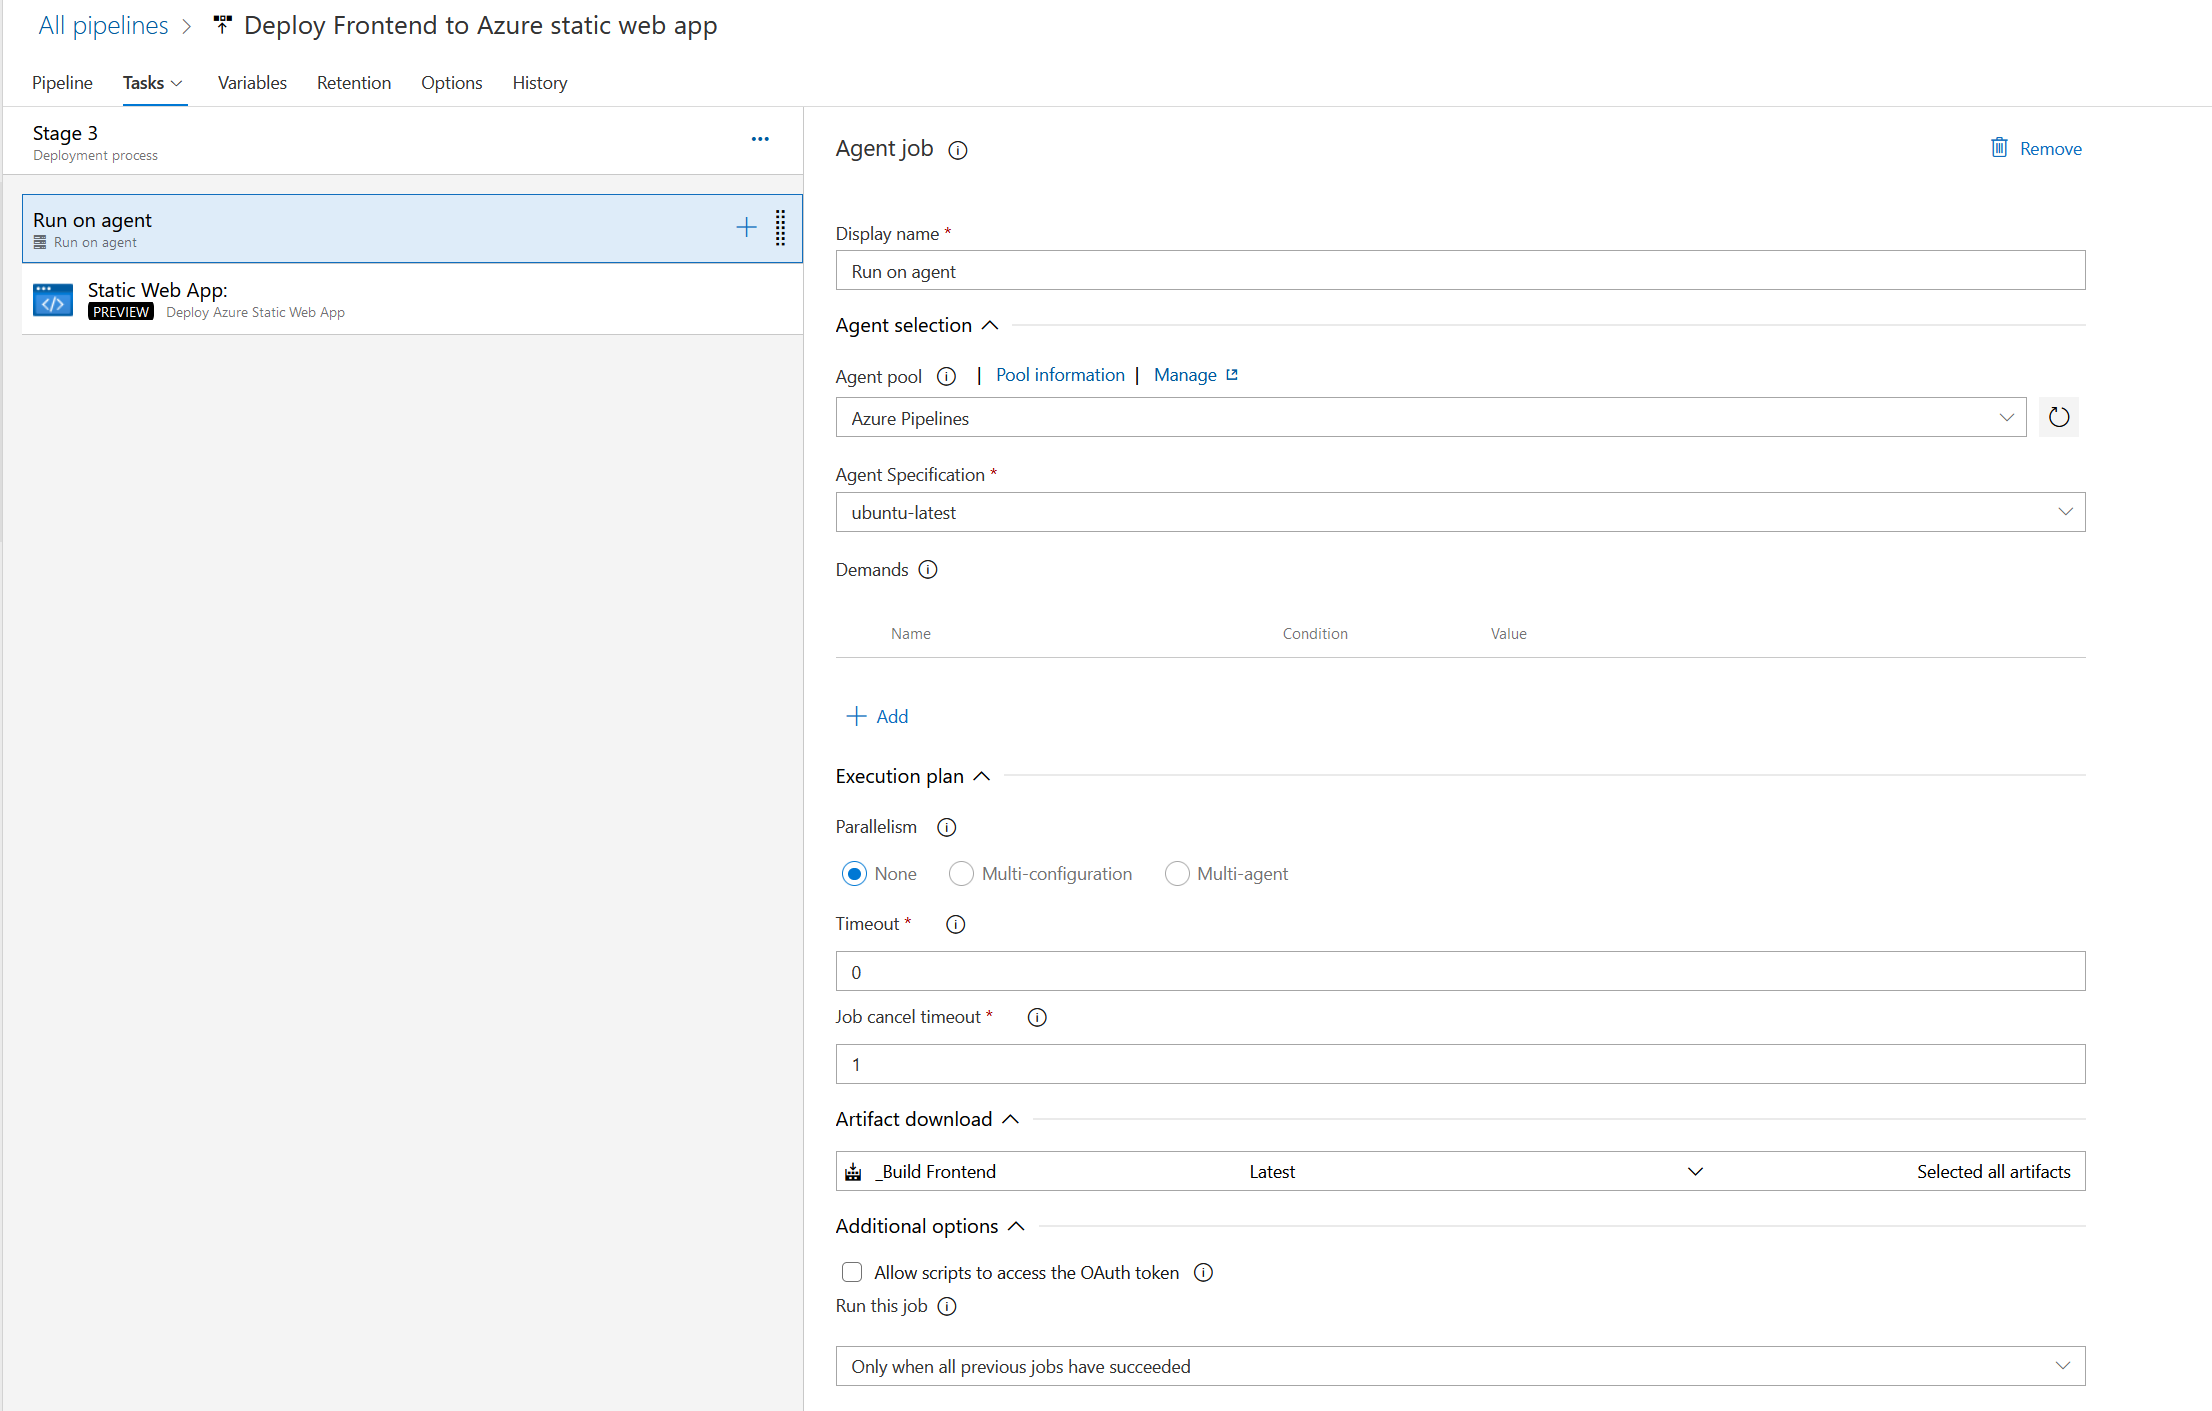 All pipelines > Deploy Frontend to Azure static web app
Pipeline Tasks Variables Retention Options History
Stage 3
Deployment process
Run on agent
Run on agent
Static Web App:
PREVIEW Deploy Azure Static Web App
Agent job
Remove
Display name *
Run on agent
Agent selection
Agent pool | Pool information | Manage
Azure Pipelines
Agent Specification *
ubuntu-latest
Demands
Name Condition Value
+ Add
Execution plan
Parallelism
None Multi-configuration Multi-agent
Timeout *
0
Job cancel timeout *
1
Artifact download
_Build Frontend Latest Selected all artifacts
Additional options
Allow scripts to access the OAuth token
Run this job
Only when all previous jobs have succeeded